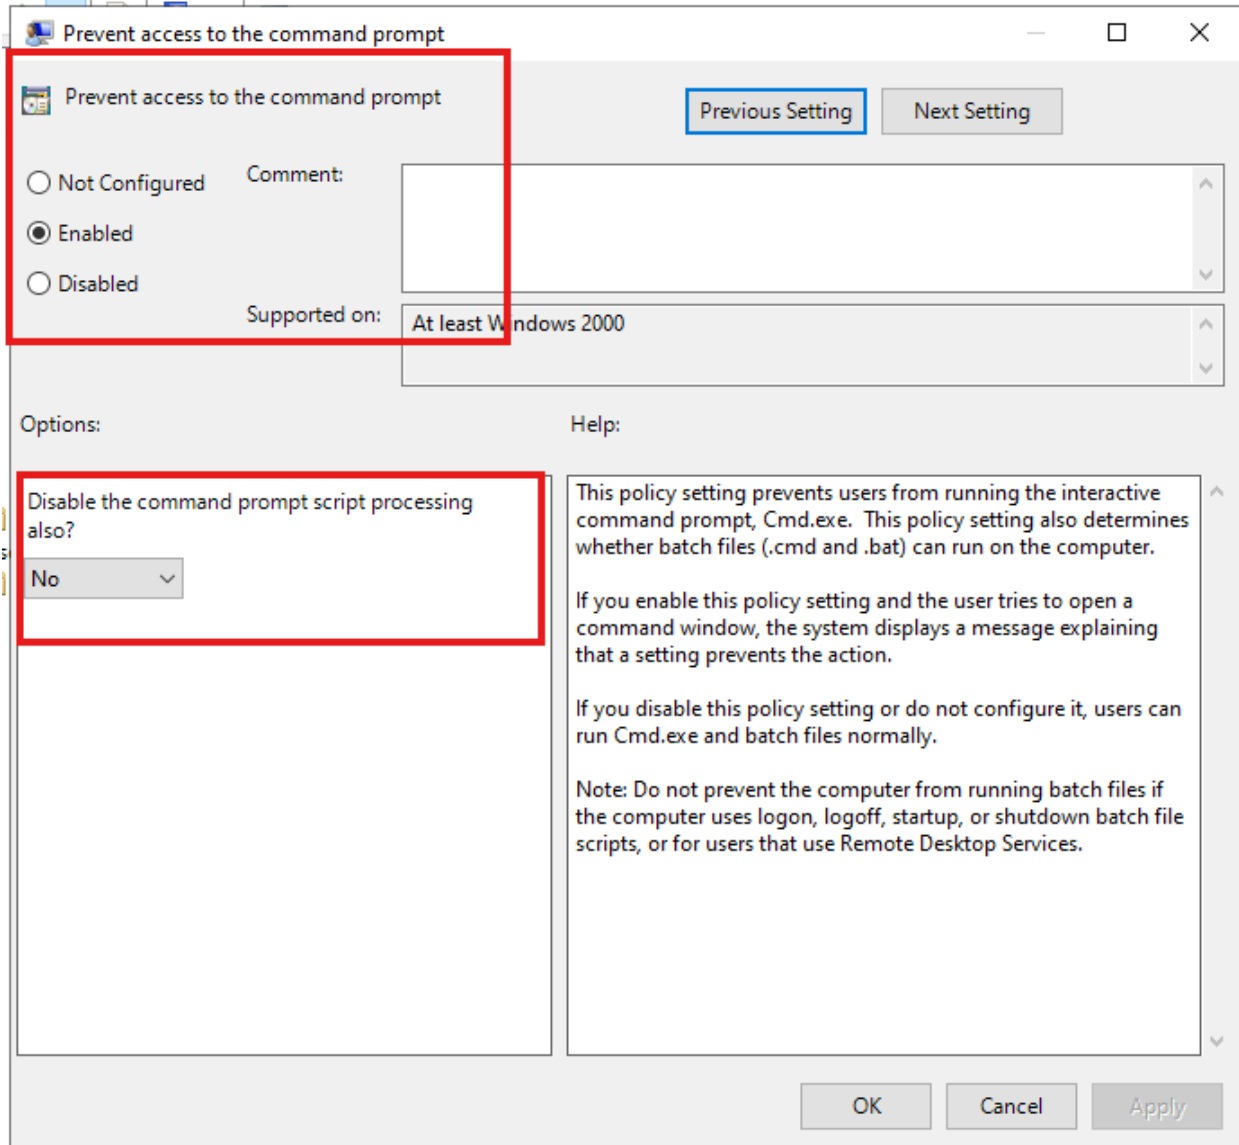 Prevent access to the command prompt
Prevent access to the command prompt
Previous Setting
Next Setting
Not Configured
Comment:
Enabled
Disabled
Supported on:
At least Windows 2000
Options:
Help:
Disable the command prompt script processing
also?
No
This policy setting prevents users from running the interactive
command prompt, Cmd.exe.  This policy setting also determines
whether batch files (.cmd and .bat) can run on the computer.
If you enable this policy setting and the user tries to open a
command window, the system displays a message explaining
that a setting prevents the action.
If you disable this policy setting or do not configure it, users can
run Cmd.exe and batch files normally.
Note: Do not prevent the computer from running batch files if
the computer uses logon, logoff, startup, or shutdown batch file
scripts, or for users that use Remote Desktop Services.
OK
Cancel
Apply